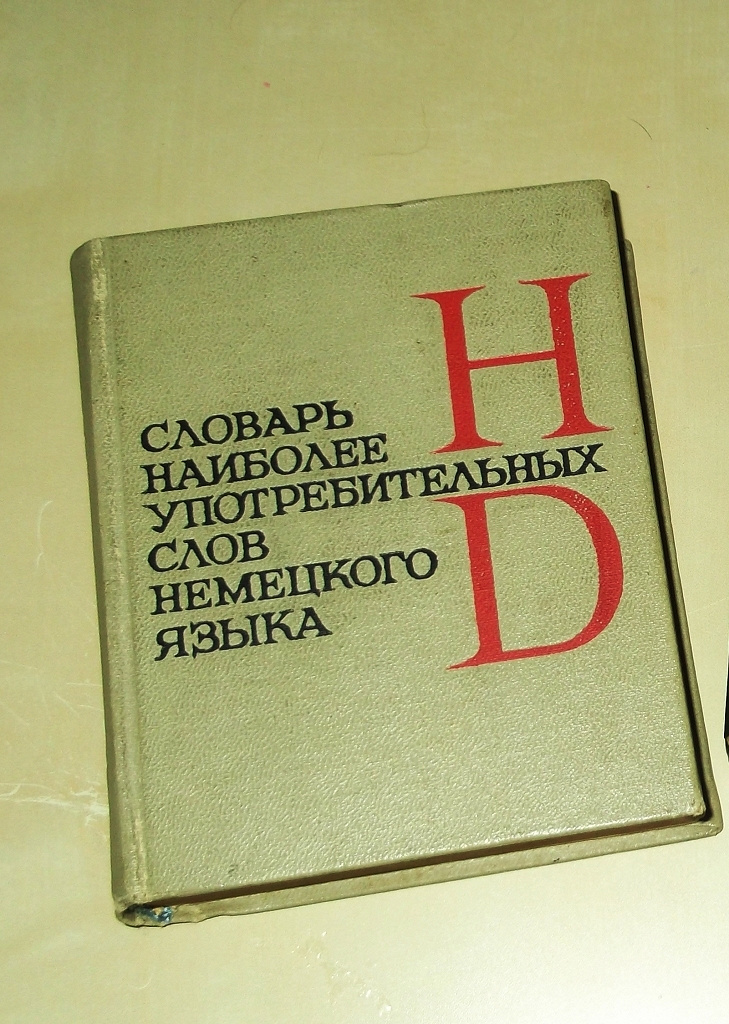 Н
СЛОВАРЬ
НАИБОЛЕЕ
УПОТРЕБИТЕЛЬНЫХ
СЛОВ
НЕМЕЦКОГО
ЯЗЫКА
D